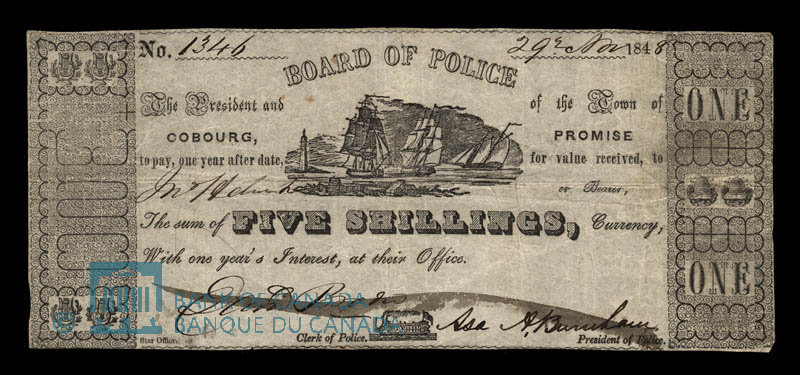 No. 1346 29th Nov 1848
BOARD OF POLICE
The President and of the Town of
COBOURG, PROMISE
to pay, one year after date, for value received, to
or Bearer,
The sum of FIVE SHILLINGS, Currency,
With one year's Interest, at their Office.
Asa A. Burnham
Star Office. Clerk of Police. President of Police.
ONE
ONE
BANK OF CANADA
BANQUE DU CANADA